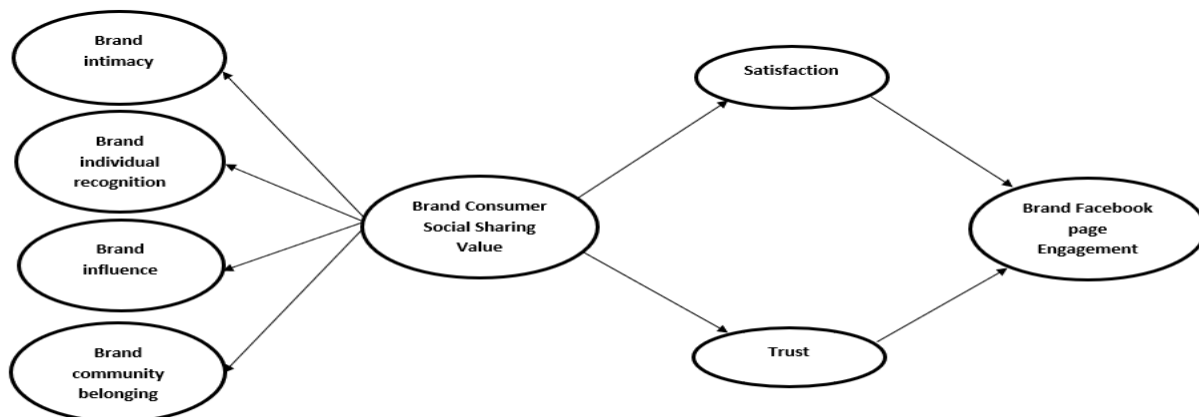 Brand
intimacy
Brand
individual
recognition
Brand
influence
Brand
community
belonging
Brand Consumer
Social Sharing
Value
Satisfaction
Trust
Brand Facebook
page
Engagement